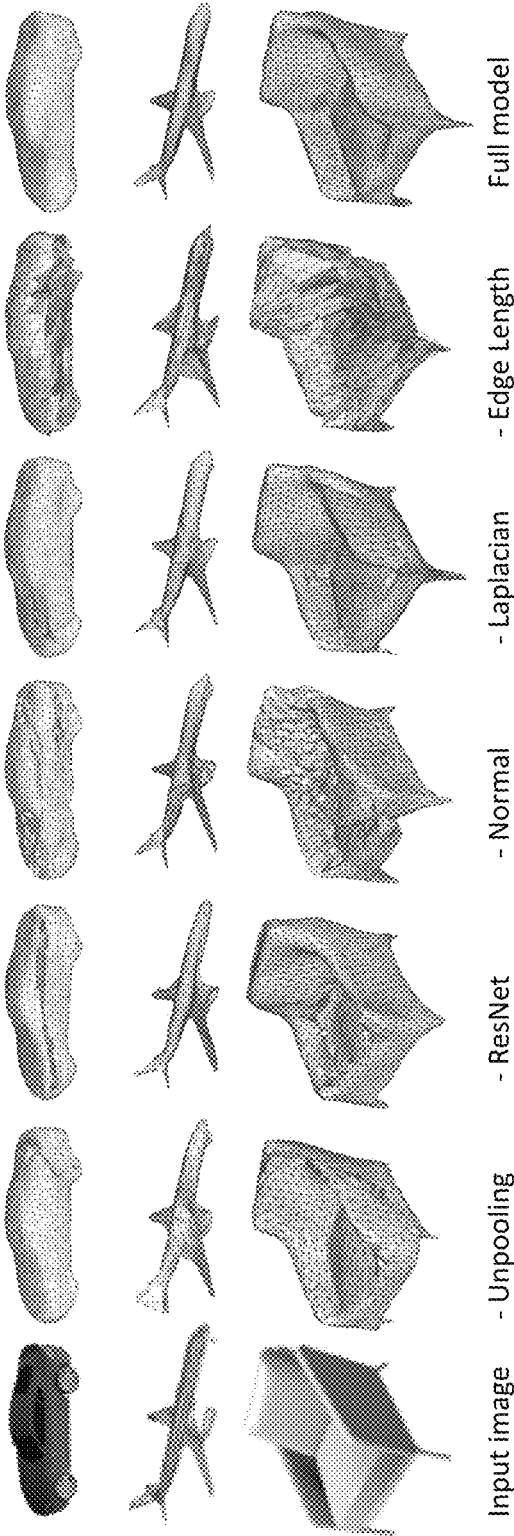 Input image
- Unpooling
- ResNet
- Normal
- Laplacian
- Edge Length
Full model